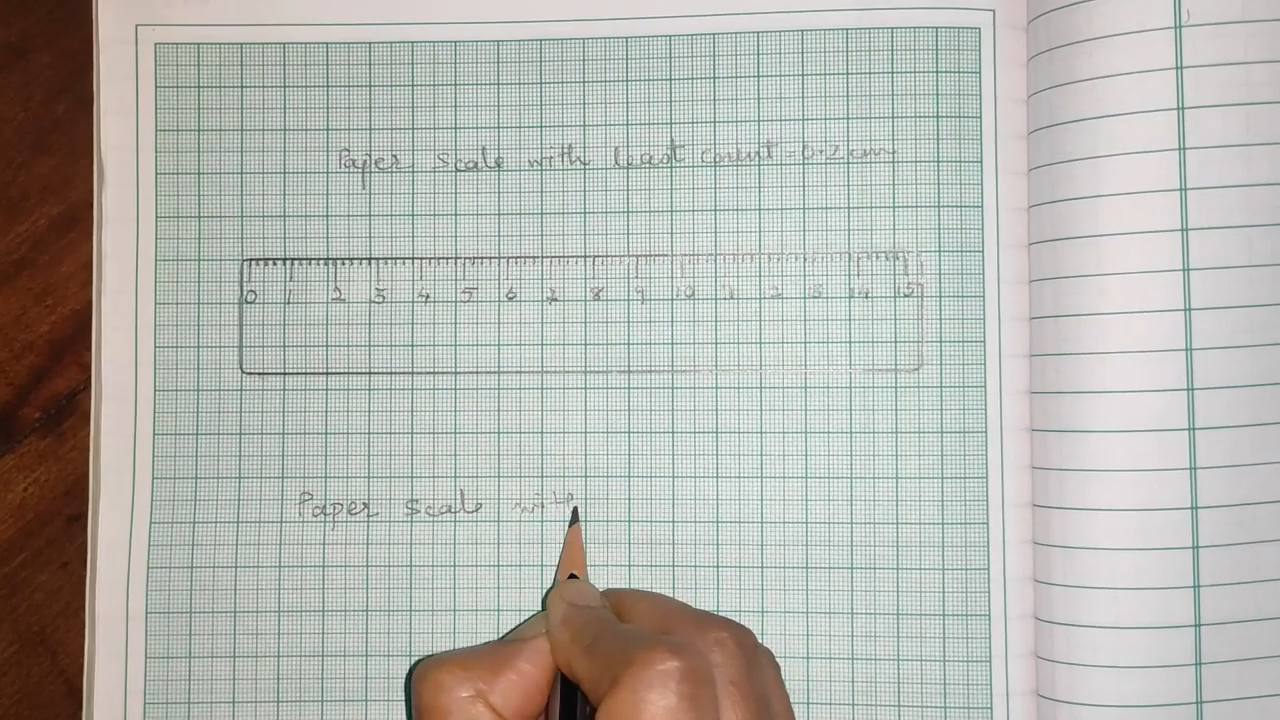 Paper scale with least count = 0.2 cm
0 1 2 3 4 5 6 7 8 9 10 11 12 13 14 15
Paper scale with